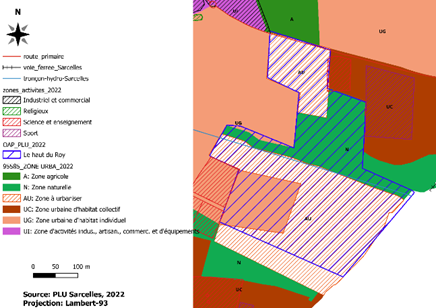 N
route_primaire
voie_ferree_Sarcelles
tronçon-hydro-Sarcelles
zones_activites_2022
Industriel et commercial
Religieux
Science et enseignement
Sport
OAP_PLU_2022
Le haut du Roy
95585_ZONE_URBA_2022
A: Zone agricole
N: Zone naturelle
AU: Zone à urbaniser
UC: Zone urbaine d'habitat collectif
UG: Zone urbaine d'habitat individuel
UI: Zone d'activités indus., artisan., commerc. et d'équipements
0 50 100 m
Source: PLU Sarcelles, 2022
Projection: Lambert-93
A
UG
AU
UC
UG
N
AU
N
UC